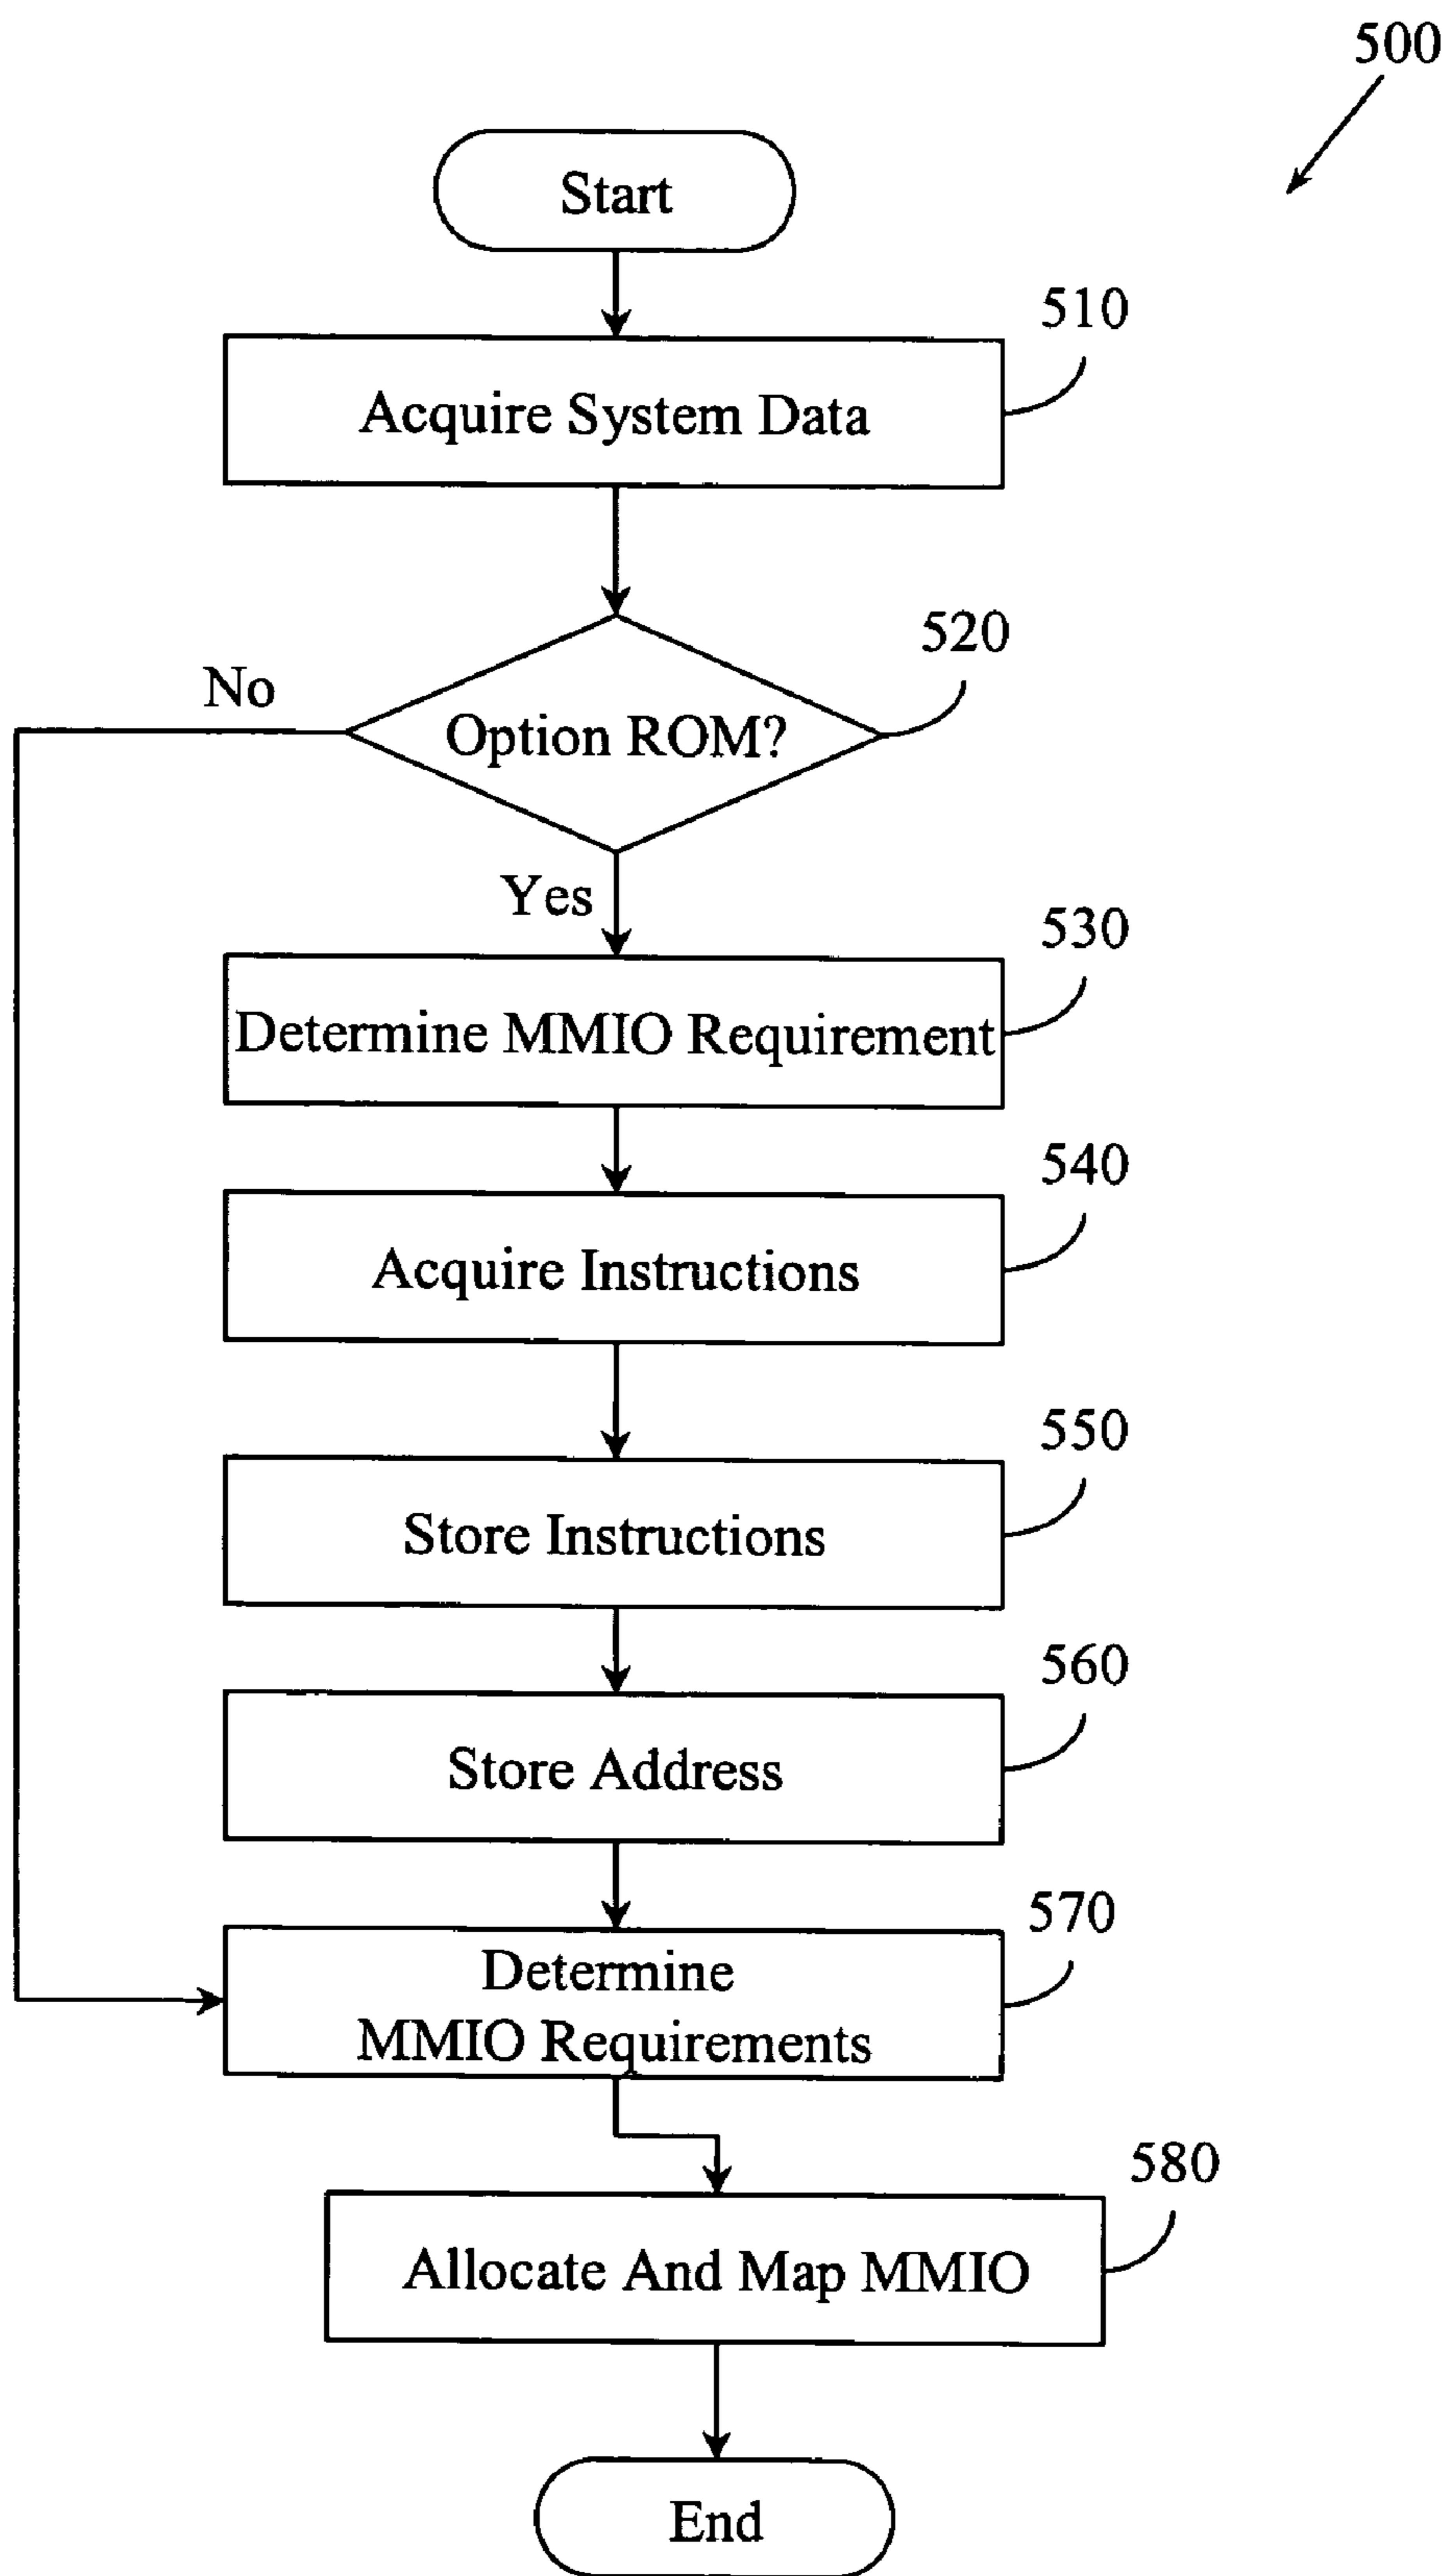 500
Start
510
Acquire System Data
520
No
Option ROM?
Yes
530
Determine MMIO Requirement
540
Acquire Instructions
550
Store Instructions
560
Store Address
570
Determine
MMIO Requirements
580
Allocate And Map MMIO
End